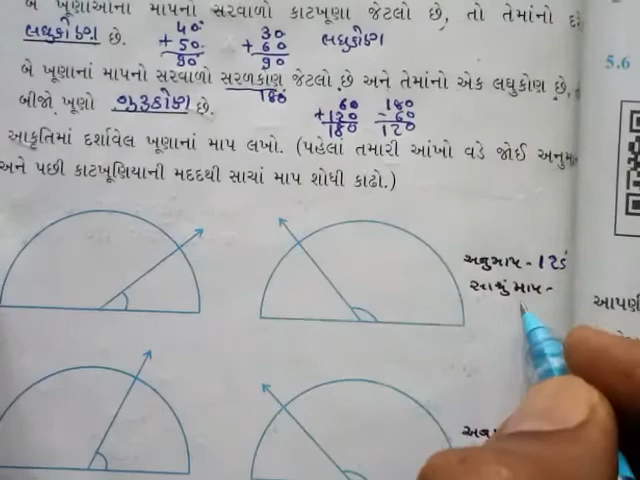 બે ખૂણાઓના માપનો સરવાળો કાટખૂણા જેટલો છે, તો તેમાંનો દરે
લઘુકોણ છે.
40° + 50° 90
30 + 60 90
લઘુકોણ
બે ખૂણાનાં માપનો સરવાળો સરળકોણ જેટલો છે અને તેમાંનો એક લઘુકોણ છે,
180
બીજો ખૂણો ગુરુકોણ છે.
60 +120 180
180 -60 120
5.6
આકૃતિમાં દર્શાવેલ ખૂણાનાં માપ લખો. (પહેલાં તમારી આંખો વડે જોઈ અનુમા
અને પછી કાટખૂણિયાની મદદથી સાચાં માપ શોધી કાઢો.)
અનુમાપ - 125
સાચું માપ -
આપણી